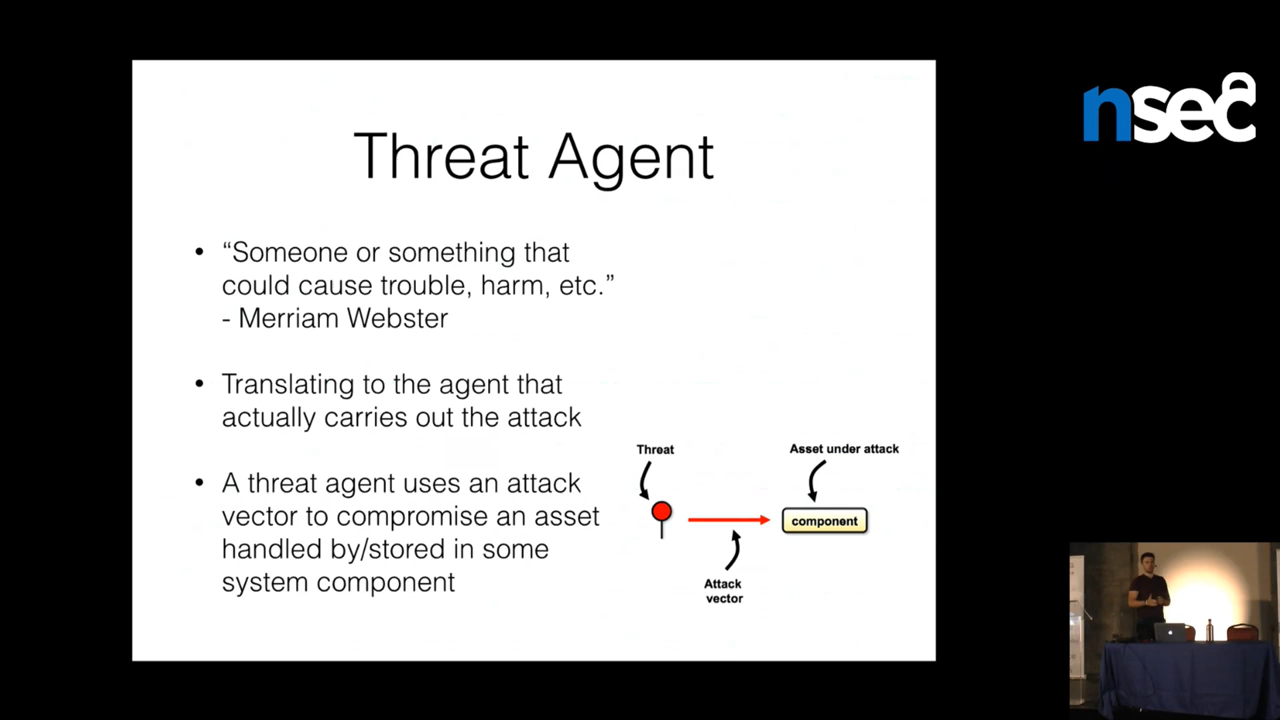 nsec
Threat Agent
• “Someone or something that
could cause trouble, harm, etc.”
- Merriam Webster
• Translating to the agent that
actually carries out the attack
• A threat agent uses an attack
vector to compromise an asset
handled by/stored in some
system component
Threat
Asset under attack
component
Attack
vector